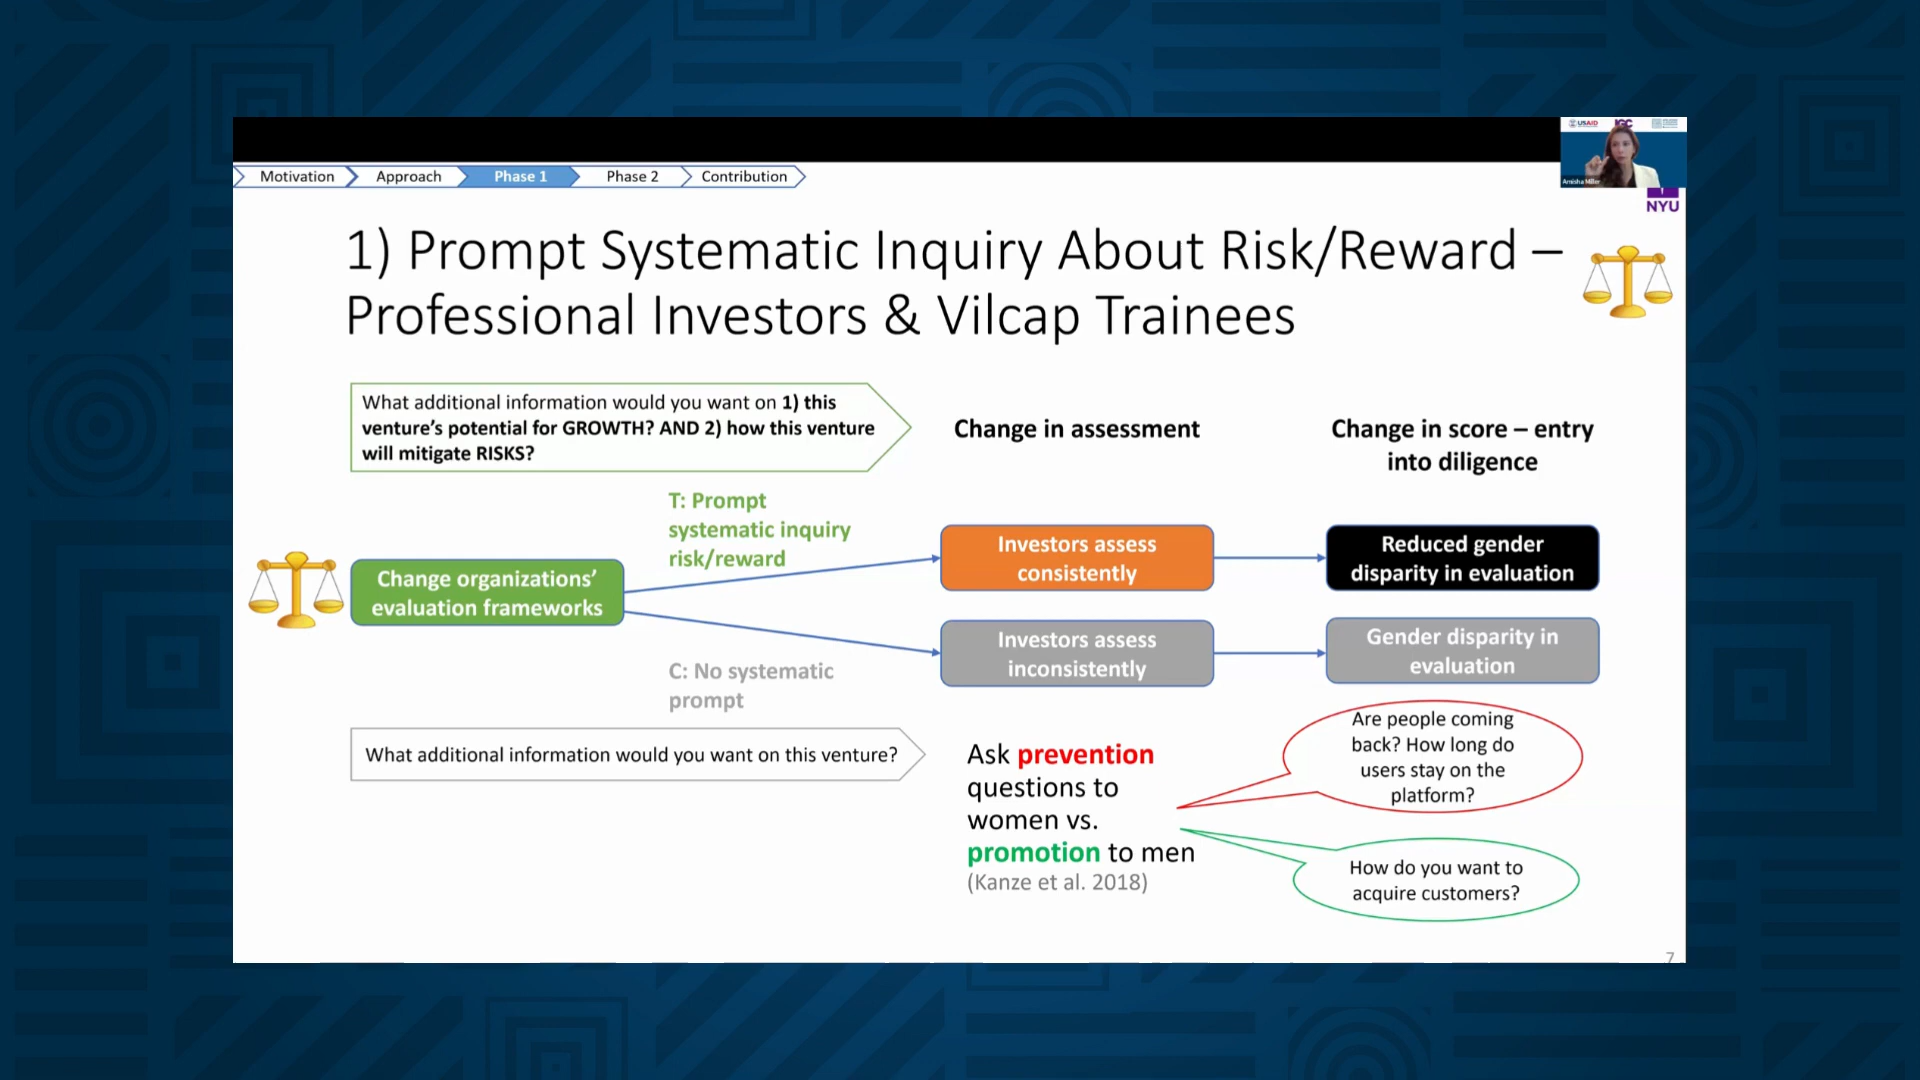 USAID
IGC
Amisha Miller
NYU
Motivation
Approach
Phase 1
Phase 2
Contribution
1) Prompt Systematic Inquiry About Risk/Reward –
Professional Investors & Vilcap Trainees
What additional information would you want on 1) this
venture’s potential for GROWTH? AND 2) how this venture
will mitigate RISKS?
Change in assessment
Change in score – entry
into diligence
T: Prompt
systematic inquiry
risk/reward
Change organizations’
evaluation frameworks
Investors assess
consistently
Reduced gender
disparity in evaluation
Investors assess
inconsistently
Gender disparity in
evaluation
C: No systematic
prompt
What additional information would you want on this venture?
Ask prevention
questions to
women vs.
promotion to men
(Kanze et al. 2018)
Are people coming
back? How long do
users stay on the
platform?
How do you want to
acquire customers?
7